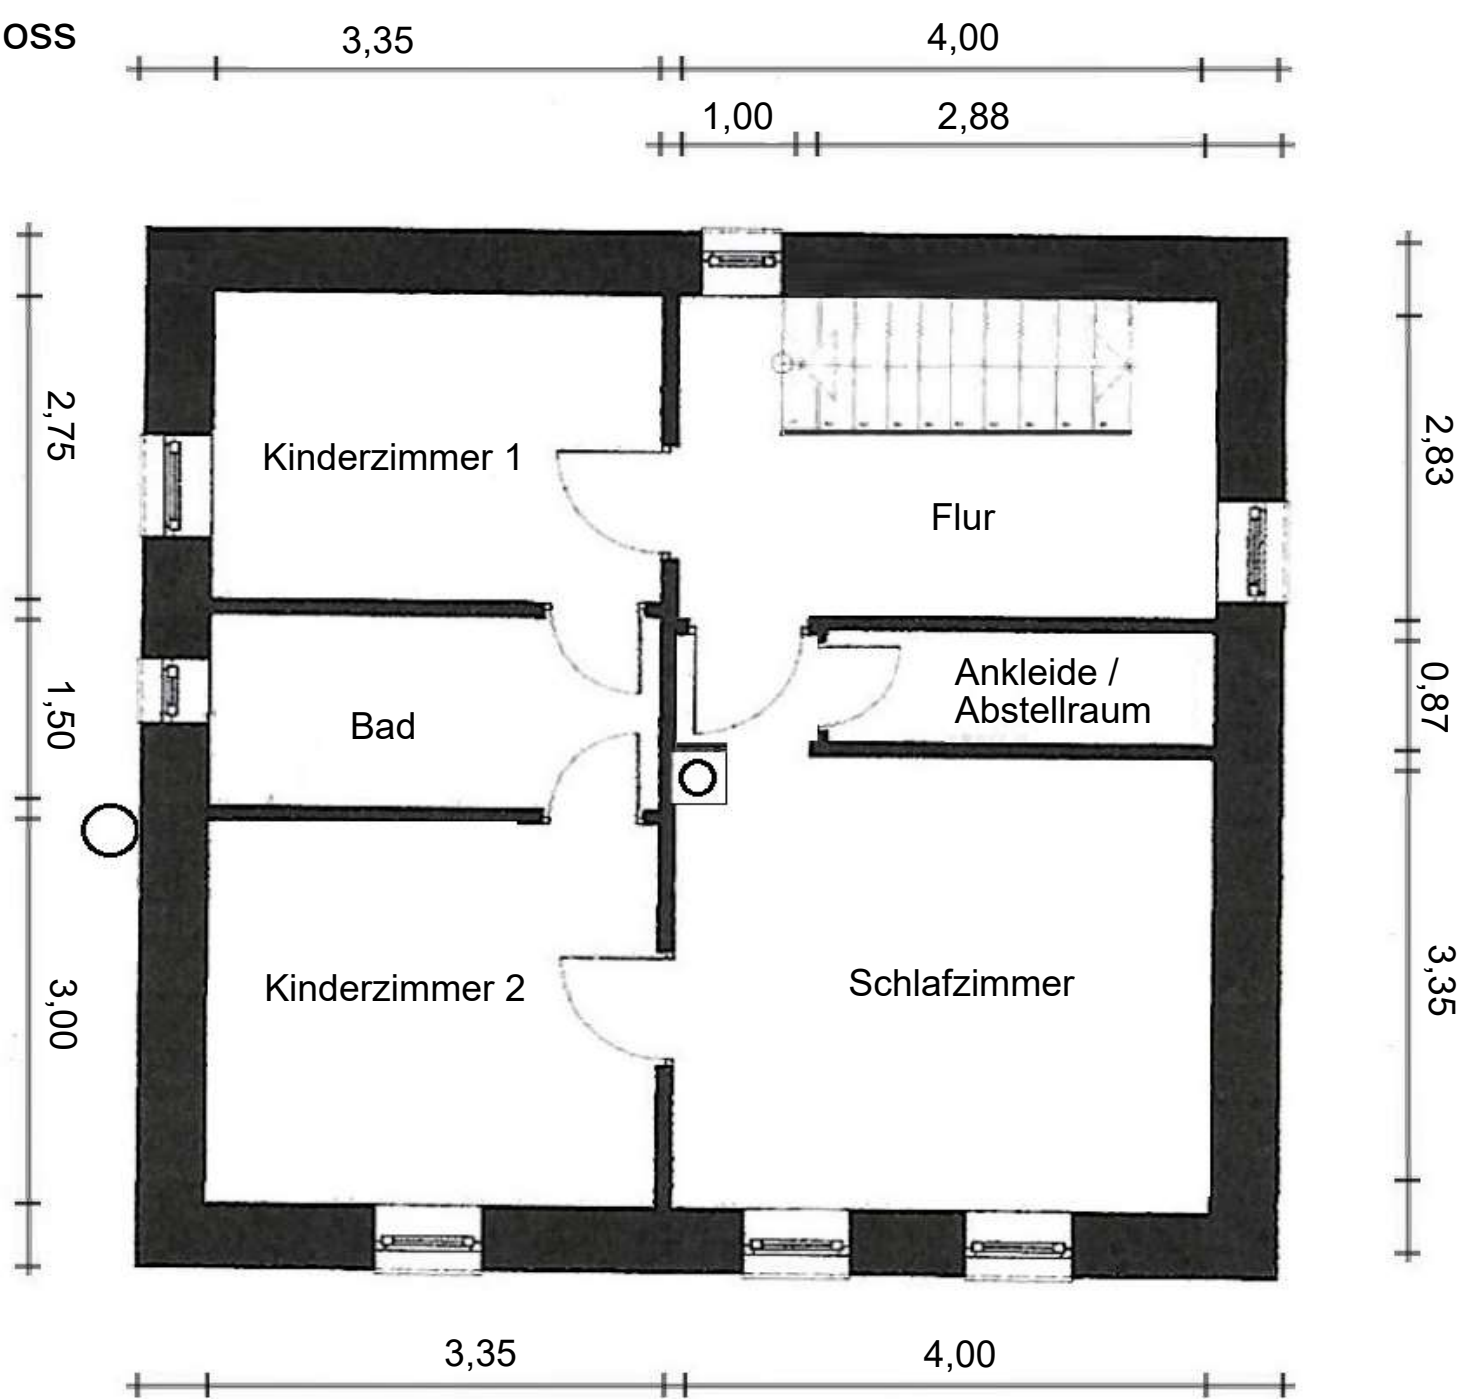 oss
3,35
4,00
1,00
2,88
2,75
Kinderzimmer 1
2,83
Flur
1,50
Bad
Ankleide /
Abstellraum
0,87
3,00
Kinderzimmer 2
Schlafzimmer
3,35
3,35
4,00